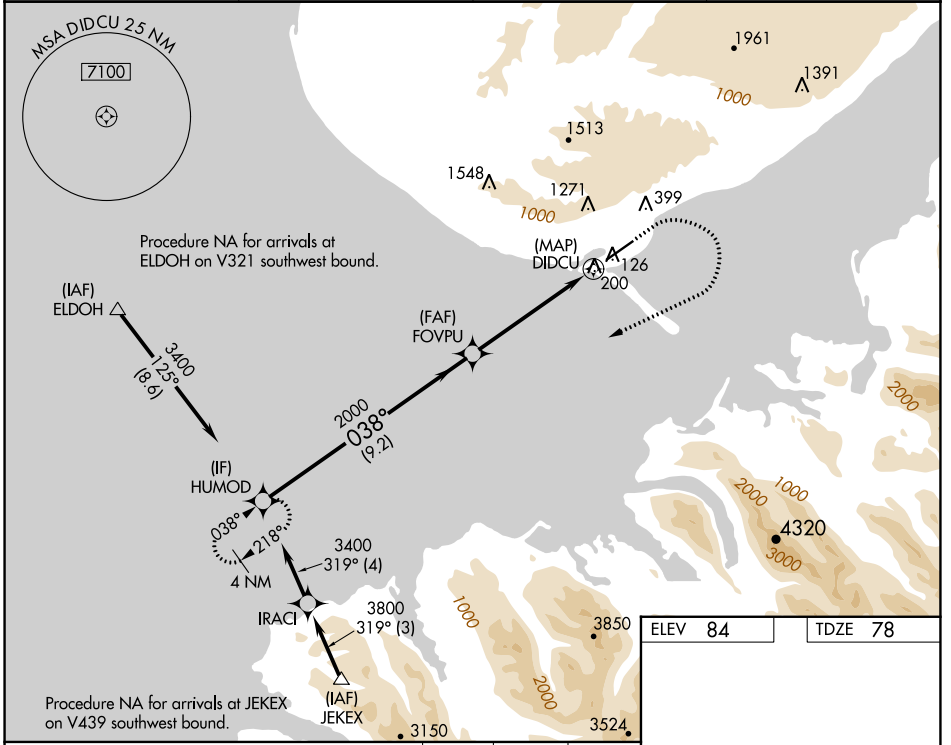 MSA DIDCU 25 NM
7100
1961
1391
1000
1513
1548
1271
399
1000
Procedure NA for arrivals at
ELDOH on V321 southwest bound.
(MAP)
DIDCU
126
200
(IAF)
ELDOH
3400
125°
(8.6)
(FAF)
FOVPU
2000
038°
(9.2)
2000
(IF)
HUMOD
038°
218°
4 NM
3400
319° (4)
1000
2000
4320
3000
IRACI
3800
319° (3)
1000
3850
2000
(IAF)
JEKEX
Procedure NA for arrivals at JEKEX
on V439 southwest bound.
3150
3524
ELEV 84
TDZE 78